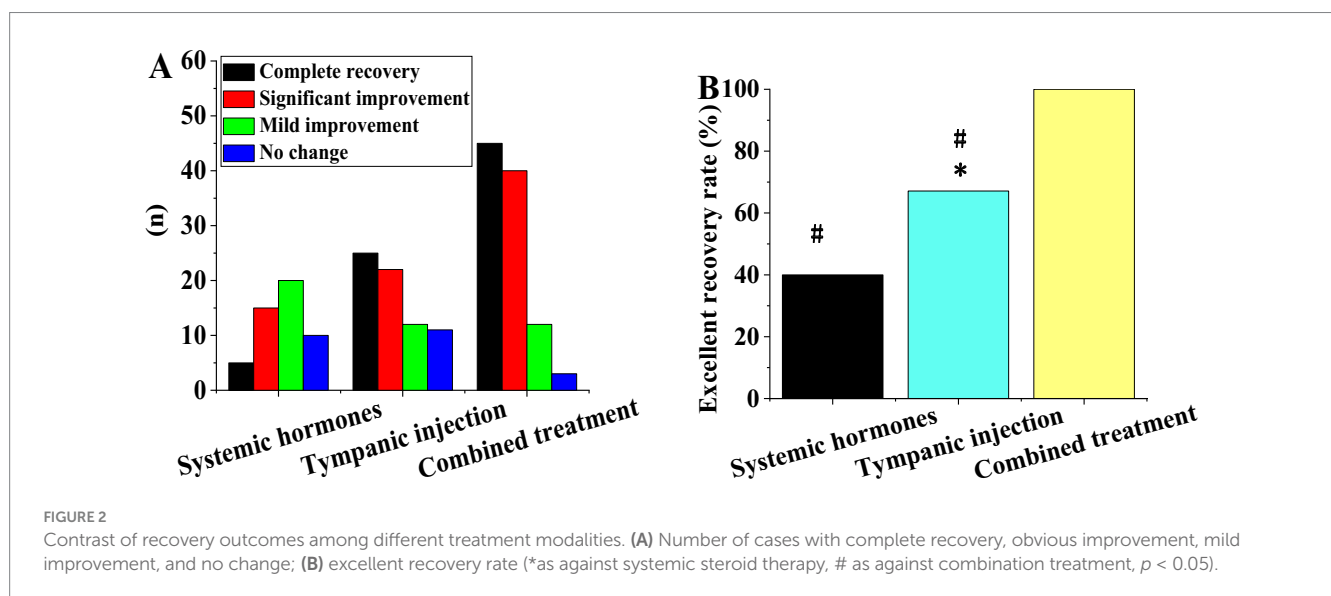 A
60
50
40
30
20
10
0
(n)
Complete recovery
Significant improvement
Mild improvement
No change
Systemic hormones
Tympanic injection
Combined treatment
B
100
80
60
40
20
0
Excellent recovery rate (%)
#
#
*
Systemic hormones
Tympanic injection
Combined treatment
FIGURE 2
Contrast of recovery outcomes among different treatment modalities. (A) Number of cases with complete recovery, obvious improvement, mild
improvement, and no change; (B) excellent recovery rate (*as against systemic steroid therapy, # as against combination treatment, p < 0.05).